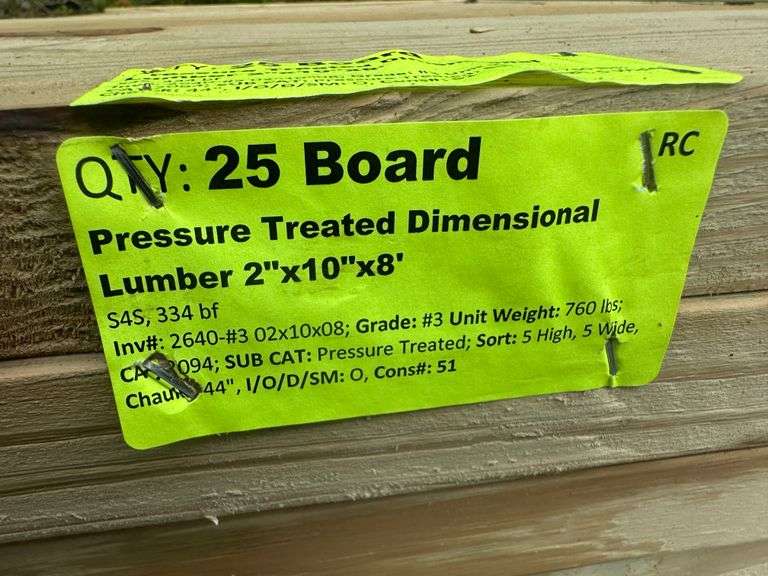 25 Board
QTY: 25 Board
RC
Pressure Treated Dimensional
Lumber 2"x10"x8'
S4S, 334 bf
Inv#: 2640-#3 02x10x08; Grade: #3 Unit Weight: 760 lbs;
094; SUB CAT: Pressure Treated; Sort: 5 High, 5 Wide,
44", I/O/D/SM: O, Cons#: 51